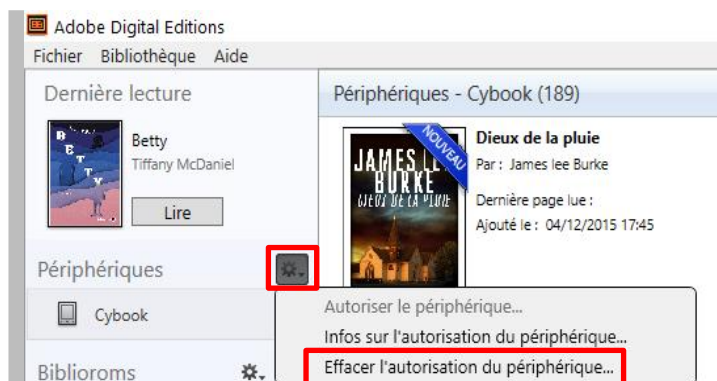 Adobe Digital Editions
Fichier Bibliothèque Aide
Dernière lecture
BETTY
Betty
Tiffany McDaniel
Lire
Périphériques
Cybook
Biblioroms
Périphériques - Cybook (189)
NOUVEAU
JAMES LEE
BURKE
DIEUX DE LA PLUIE
Dieux de la pluie
Par : James lee Burke
Dernière page lue :
Ajouté le : 04/12/2015 17:45
Autoriser le périphérique...
Infos sur l'autorisation du périphérique...
Effacer l'autorisation du périphérique...